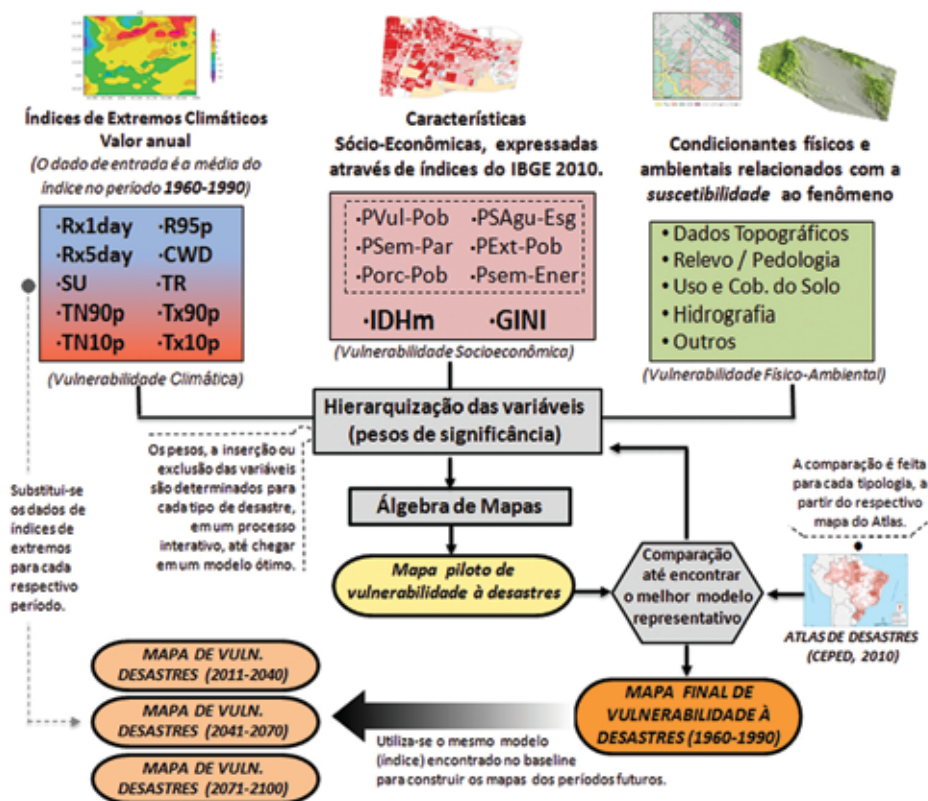 Índices de Extremos Climáticos
Valor anual
(O dado de entrada é a média do
índice no período 1960-1990)
·Rx1day ·R95p
·Rx5day ·CWD
·SU ·TR
·TN90p ·Tx90p
·TN10p ·Tx10p
(Vulnerabilidade Climática)
Características
Sócio-Econômicas, expressadas
através de índices do IBGE 2010.
·PVul-Pob ·PSAgu-Esg
·PSem-Par ·PExt-Pob
·Porc-Pob ·Psem-Ener
·IDHm ·GINI
(Vulnerabilidade Socioeconômica)
Condicionantes físicos e
ambientais relacionados com a
suscetibilidade ao fenômeno
• Dados Topográficos
• Relevo / Pedologia
• Uso e Cob. do Solo
• Hidrografia
• Outros
(Vulnerabilidade Físico-Ambiental)
Hierarquização das variáveis
(pesos de significância)
Os pesos, a inserção ou
exclusão das variáveis
são determinados para
cada tipo de desastre,
em um processo
interativo, até chegar
em um modelo ótimo.
Substitui-se
os dados de
índices de
extremos
para cada
respectivo
período.
Álgebra de Mapas
Mapa piloto de
vulnerabilidade à desastres
Comparação
até encontrar
o melhor modelo
representativo
A comparação é feita
para cada tipologia, a
partir do respectivo
mapa do Atlas.
ATLAS DE DESASTRES
(CEPED, 2010)
MAPA FINAL DE
VULNERABILIDADE À
DESASTRES (1960-1990)
Utiliza-se o mesmo modelo
(índice) encontrado no baseline
para construir os mapas dos períodos futuros.
MAPA DE VULN.
DESASTRES (2011-2040)
MAPA DE VULN.
DESASTRES (2041-2070)
MAPA DE VULN.
DESASTRES (2071-2100)